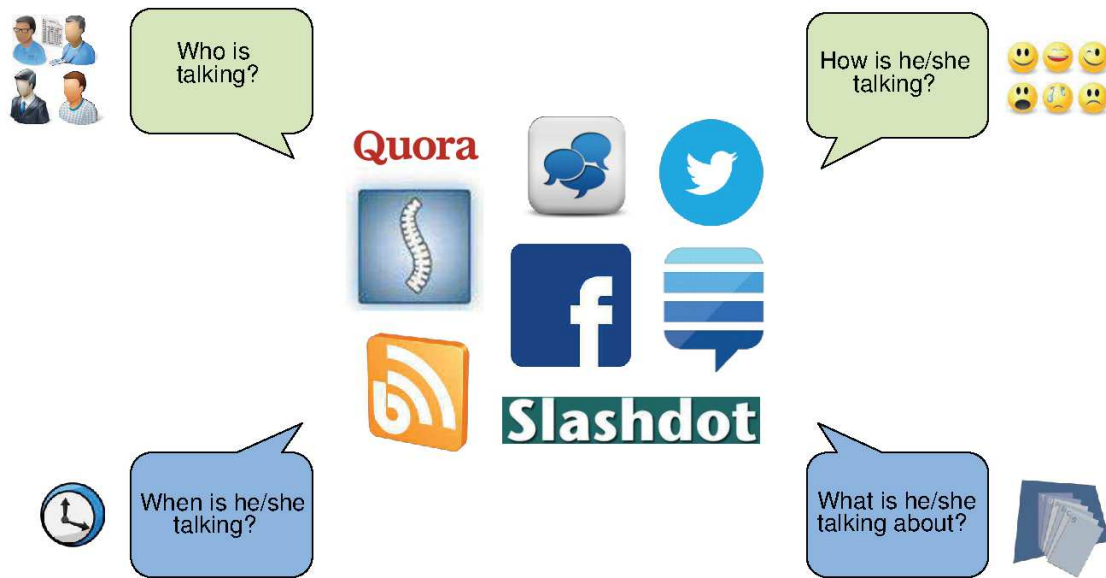 Who is
talking?
How is he/she
talking?
Quora
f
b
Slashdot
When is he/she
talking?
What is he/she
talking about?